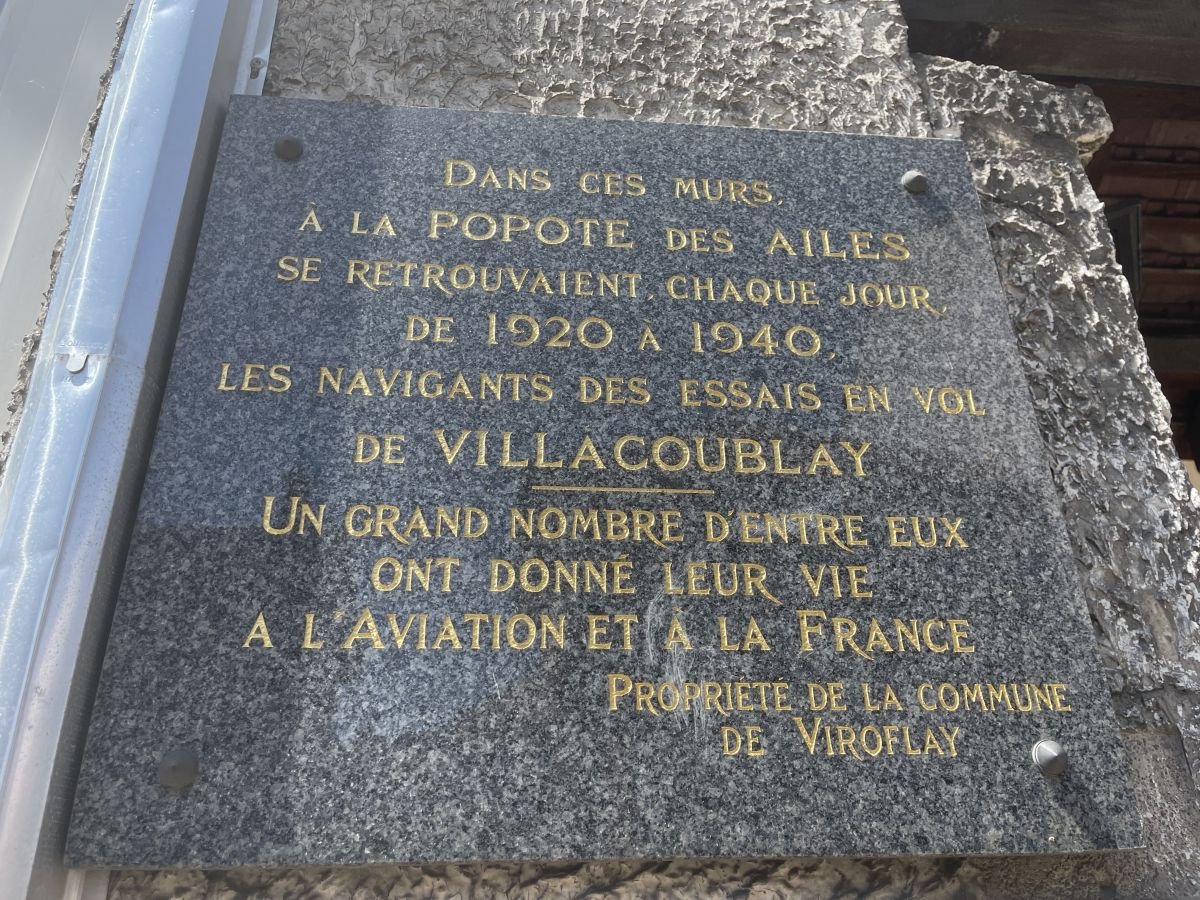 DANS CES MURS,
À LA POPOTE DES AILES
SE RETROUVAIENT, CHAQUE JOUR,
DE 1920 À 1940,
LES NAVIGANTS DES ESSAIS EN VOL
DE VILLACOUBLAY
UN GRAND NOMBRE D'ENTRE EUX
ONT DONNÉ LEUR VIE
A L'AVIATION ET À LA FRANCE
PROPRIÉTÉ DE LA COMMUNE
DE VIROFLAY